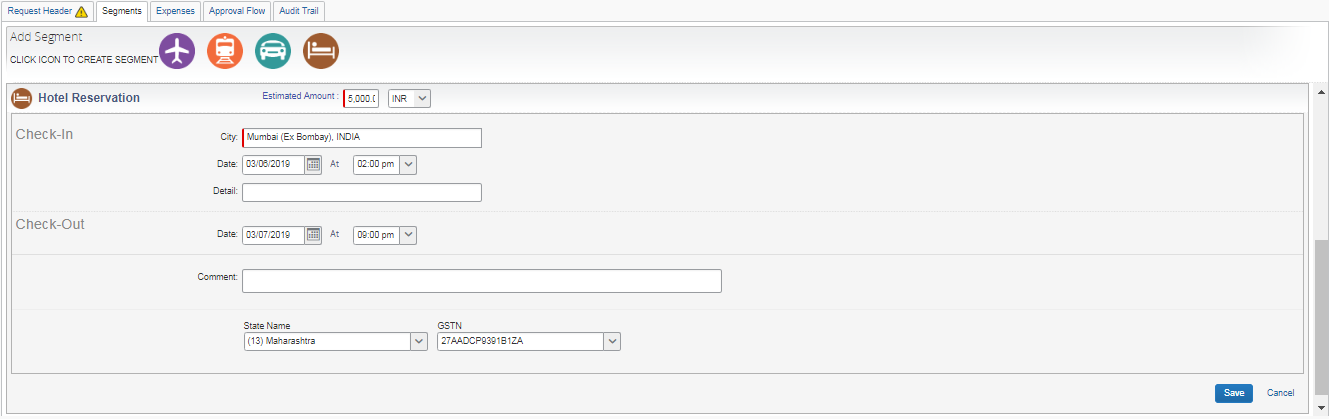 Request Header Segments Expenses Approval Flow Audit Trail
Add Segment
CLICK ICON TO CREATE SEGMENT
Hotel Reservation Estimated Amount : 5,000.( INR
Check-In
City: Mumbai (Ex Bombay), INDIA
Date: 03/06/2019 At 02:00 pm
Detail:
Check-Out
Date: 03/07/2019 At 09:00 pm
Comment:
State Name GSTN
(13) Maharashtra 27AADCP9391B1ZA
Save Cancel